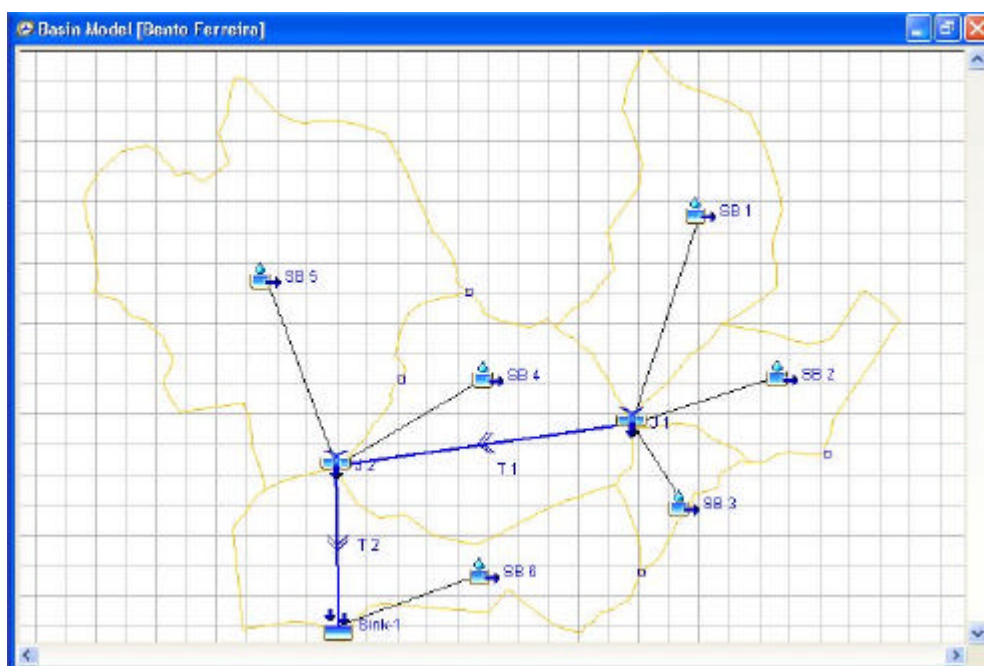 Basin Model [Bento Ferreira]
SB 1
SB 5
SB 4
SB 2
J 1
J 2
T 1
SB 3
T 2
SB 6
Sink-1